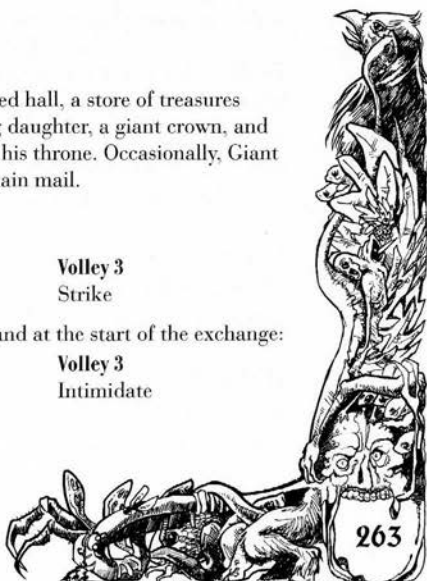 ed hall, a store of treasures
daughter, a giant crown, and
his throne. Occasionally, Giant
ain mail.
Volley 3
Strike
and at the start of the exchange:
Volley 3
Intimidate
263